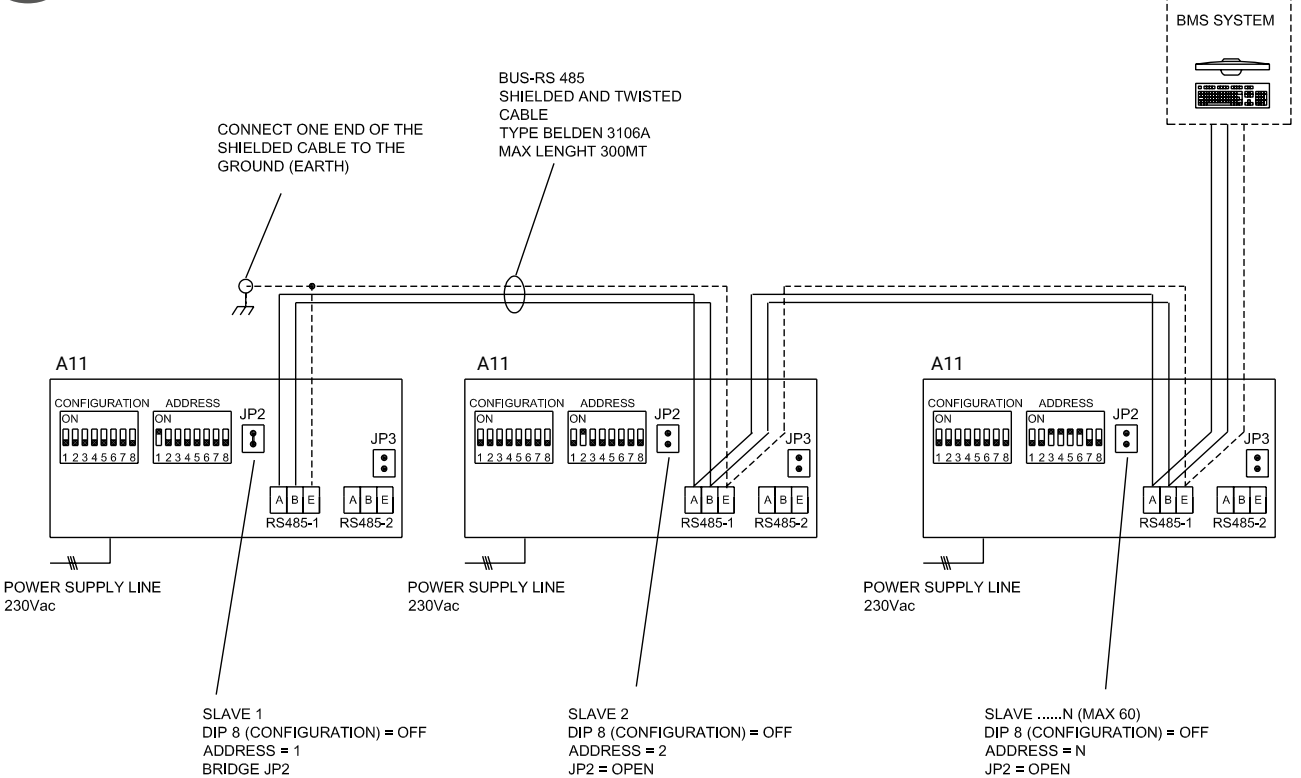 BMS SYSTEM
BUS-RS 485
SHIELDED AND TWISTED
CABLE
TYPE BELDEN 3106A
MAX LENGHT 300MT
CONNECT ONE END OF THE
SHIELDED CABLE TO THE
GROUND (EARTH)
A11
CONFIGURATION ADDRESS
ON ON
JP2
1 2 3 4 5 6 7 8 1 2 3 4 5 6 7 8
JP3
A B E A B E
RS485-1 RS485-2
POWER SUPPLY LINE
230Vac
A11
CONFIGURATION ADDRESS
ON ON
JP2
1 2 3 4 5 6 7 8 1 2 3 4 5 6 7 8
JP3
A B E A B E
RS485-1 RS485-2
POWER SUPPLY LINE
230Vac
A11
CONFIGURATION ADDRESS
ON ON
JP2
1 2 3 4 5 6 7 8 1 2 3 4 5 6 7 8
JP3
A B E A B E
RS485-1 RS485-2
POWER SUPPLY LINE
230Vac
SLAVE 1
DIP 8 (CONFIGURATION) = OFF
ADDRESS = 1
BRIDGE JP2
SLAVE 2
DIP 8 (CONFIGURATION) = OFF
ADDRESS = 2
JP2 = OPEN
SLAVE ......N (MAX 60)
DIP 8 (CONFIGURATION) = OFF
ADDRESS = N
JP2 = OPEN